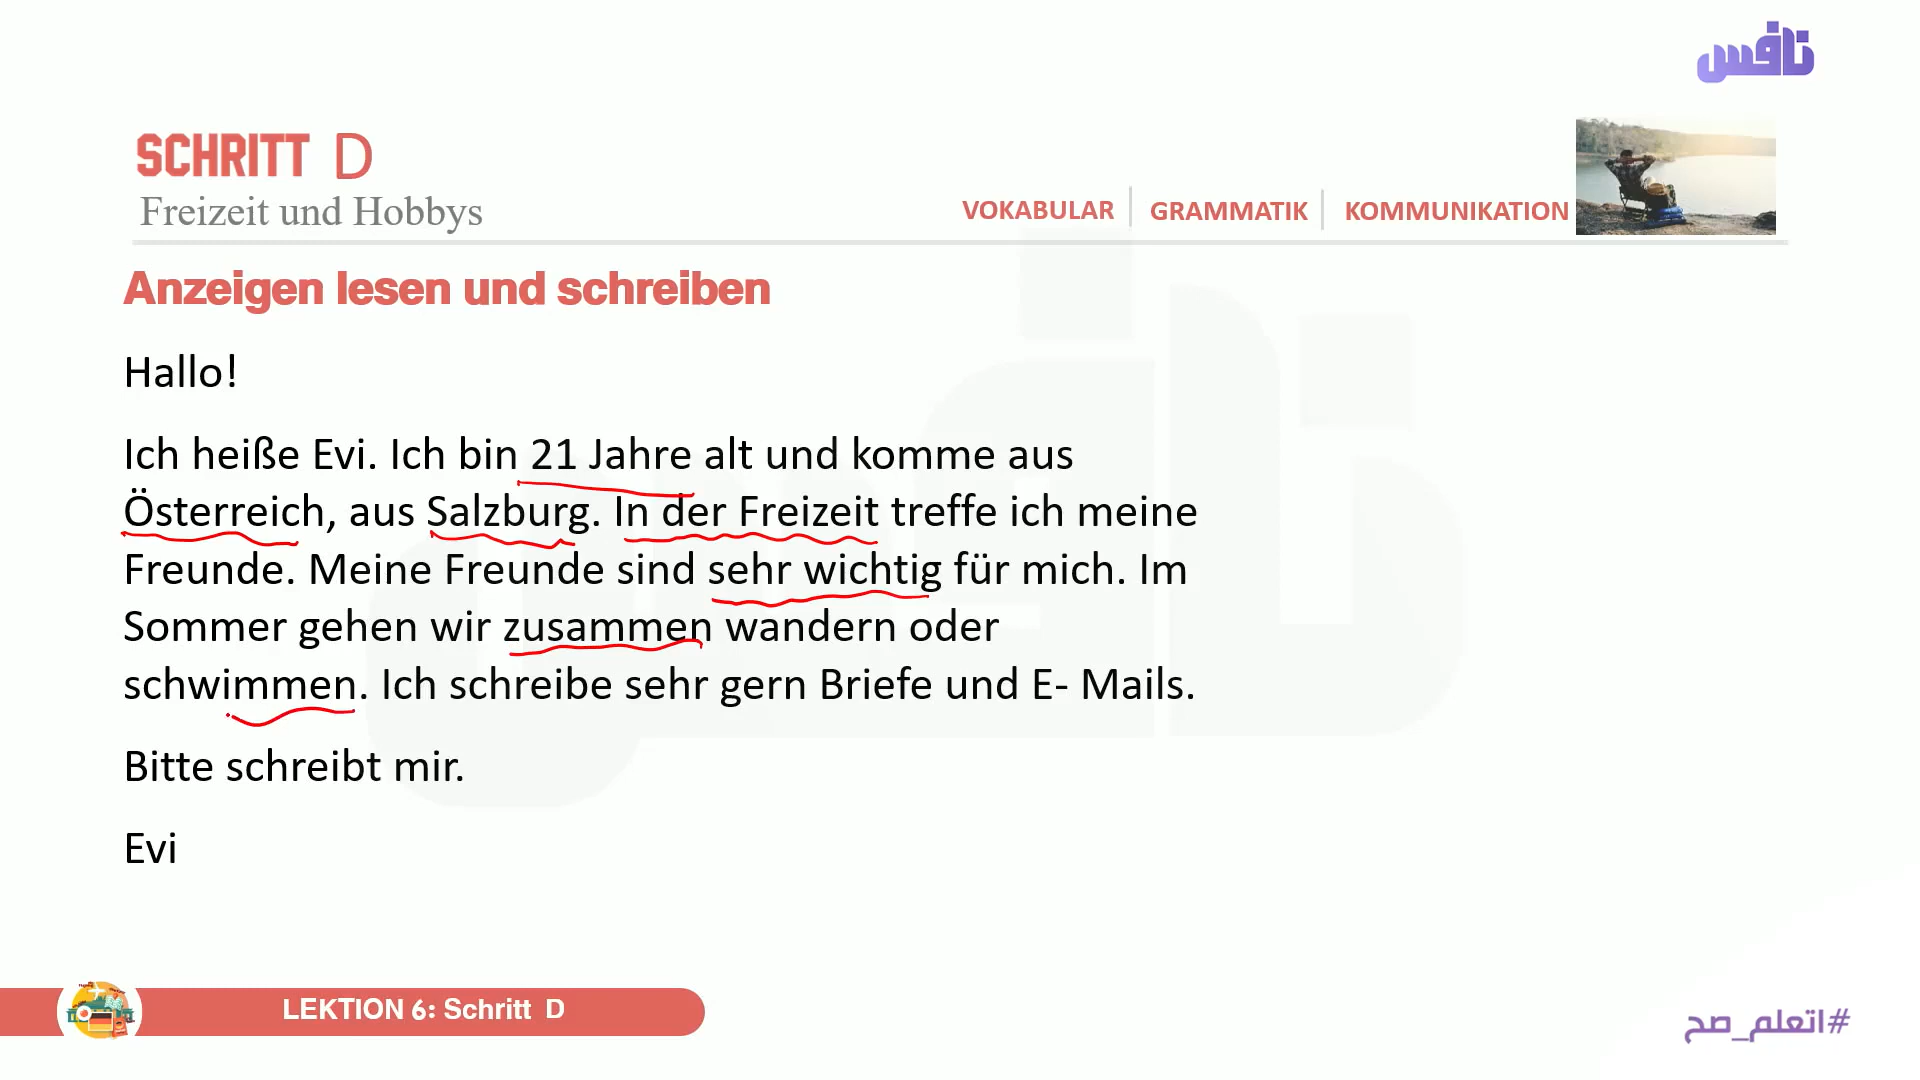 نافس
SCHRITT D
Freizeit und Hobbys
VOKABULAR
GRAMMATIK
KOMMUNIKATION
Anzeigen lesen und schreiben
Hallo!
Ich heiße Evi. Ich bin 21 Jahre alt und komme aus
Österreich, aus Salzburg. In der Freizeit treffe ich meine
Freunde. Meine Freunde sind sehr wichtig für mich. Im
Sommer gehen wir zusammen wandern oder
schwimmen. Ich schreibe sehr gern Briefe und E- Mails.
Bitte schreibt mir.
Evi
LEKTION 6: Schritt D
#اتعلم_صح